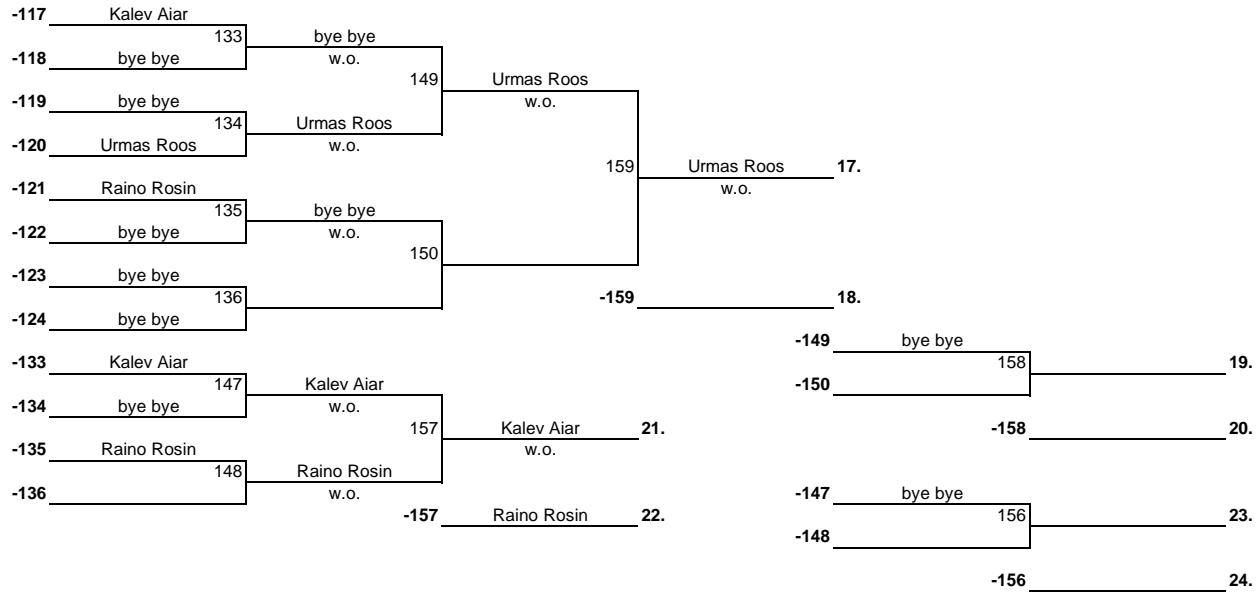 -117 Kalev Aiar
133 bye bye
-118 bye bye w.o.
149 Urmas Roos
-119 bye bye w.o.
134 Urmas Roos
-120 Urmas Roos w.o.
159 Urmas Roos 17.
-121 Raino Rosin w.o.
135 bye bye
-122 bye bye w.o.
150
-123 bye bye
136 -159 18.
-124 bye bye
-149 bye bye
-133 Kalev Aiar 158 19.
147 Kalev Aiar -150
-134 bye bye w.o.
157 Kalev Aiar 21. -158 20.
-135 Raino Rosin w.o.
148 Raino Rosin
-136 w.o. -147 bye bye
-157 Raino Rosin 22. 156 23.
-148
-156 24.